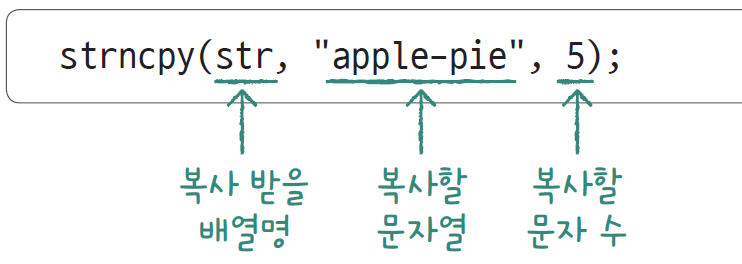 strncpy(str, "apple-pie", 5);
복사 받을
배열명
복사할
문자열
복사할
문자 수